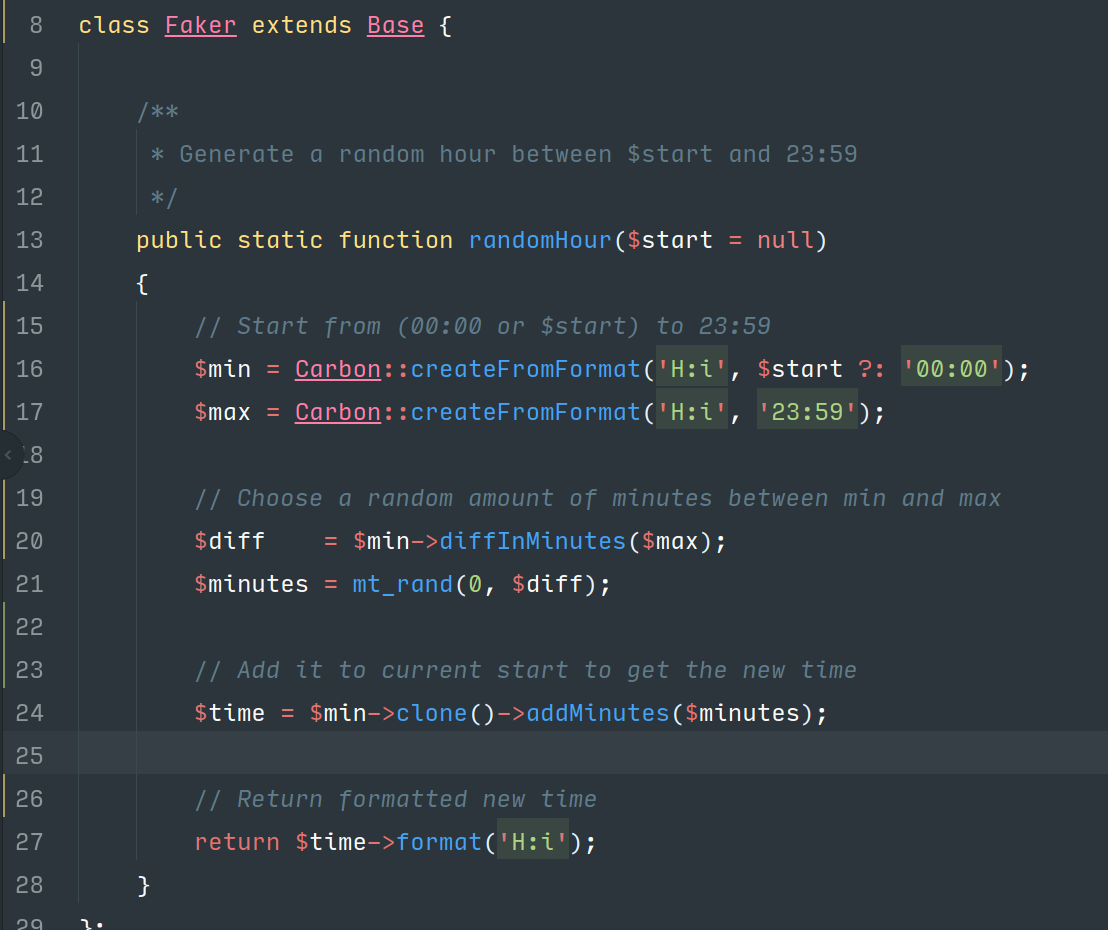 8 class Faker extends Base {
9
10 /**
11 * Generate a random hour between $start and 23:59
12 */
13 public static function randomHour($start = null)
14 {
15 // Start from (00:00 or $start) to 23:59
16 $min = Carbon::createFromFormat('H:i', $start ?: '00:00');
17 $max = Carbon::createFromFormat('H:i', '23:59');
18
19 // Choose a random amount of minutes between min and max
20 $diff    = $min->diffInMinutes($max);
21 $minutes = mt_rand(0, $diff);
22
23 // Add it to current start to get the new time
24 $time = $min->clone()->addMinutes($minutes);
25
26 // Return formatted new time
27 return $time->format('H:i');
28 }
29 };